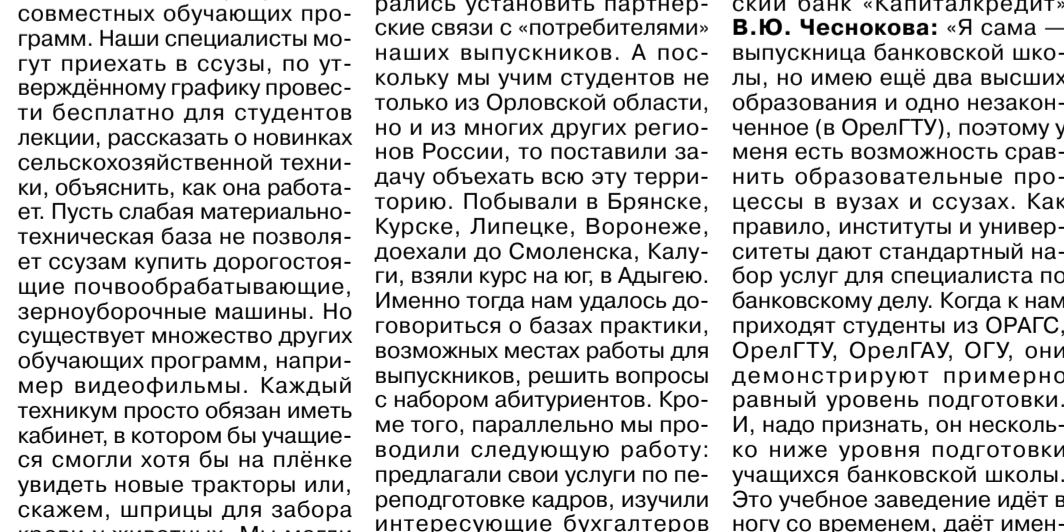 совместных обучающих про-
грамм. Наши специалисты мо-
гут приехать в ссузы, по ут-
верждённому графику провес-
ти бесплатно для студентов
лекции, рассказать о новинках
сельскохозяйственной техни-
ки, объяснить, как она работа-
ет. Пусть слабая материально-
техническая база не позволя-
ет ссузам купить дорогостоя-
щие почвообрабатывающие,
зерноуборочные машины. Но
существует множество других
обучающих программ, напри-
мер видеофильмы. Каждый
техникум просто обязан иметь
кабинет, в котором бы учащие-
ся смогли хотя бы на плёнке
увидеть новые тракторы или,
скажем, шприцы для забора
крови у животных. Мы могли
рались установить партнёр-
ские связи с «потребителями»
наших выпускников. А пос-
кольку мы учим студентов не
только из Орловской области,
но и из многих других регио-
нов России, то поставили за-
дачу объехать всю эту терри-
торию. Побывали в Брянске,
Курске, Липецке, Воронеже,
доехали до Смоленска, Калу-
ги, взяли курс на юг, в Адыгею.
Именно тогда нам удалось до-
говориться о базах практики,
возможных местах работы для
выпускников, решить вопросы
с набором абитуриентов. Кро-
ме того, параллельно мы про-
водили следующую работу:
предлагали свои услуги по пе-
реподготовке кадров, изучили
интересующие бухгалтеров
ский банк «Капиталкредит»
В.Ю. Чеснокова: «Я сама —
выпускница банковской шко-
лы, но имею ещё два высших
образования и одно незакон-
ченное (в ОрелГТУ), поэтому у
меня есть возможность срав-
нить образовательные про-
цессы в вузах и ссузах. Как
правило, институты и универ-
ситеты дают стандартный на-
бор услуг для специалиста по
банковскому делу. Когда к нам
приходят студенты из ОРАГС,
ОрелГТУ, ОрелГАУ, ОГУ, они
демонстрируют примерно
равный уровень подготовки.
И, надо признать, он несколь-
ко ниже уровня подготовки
учащихся банковской школы.
Это учебное заведение идёт в
ногу со временем, даёт имен-